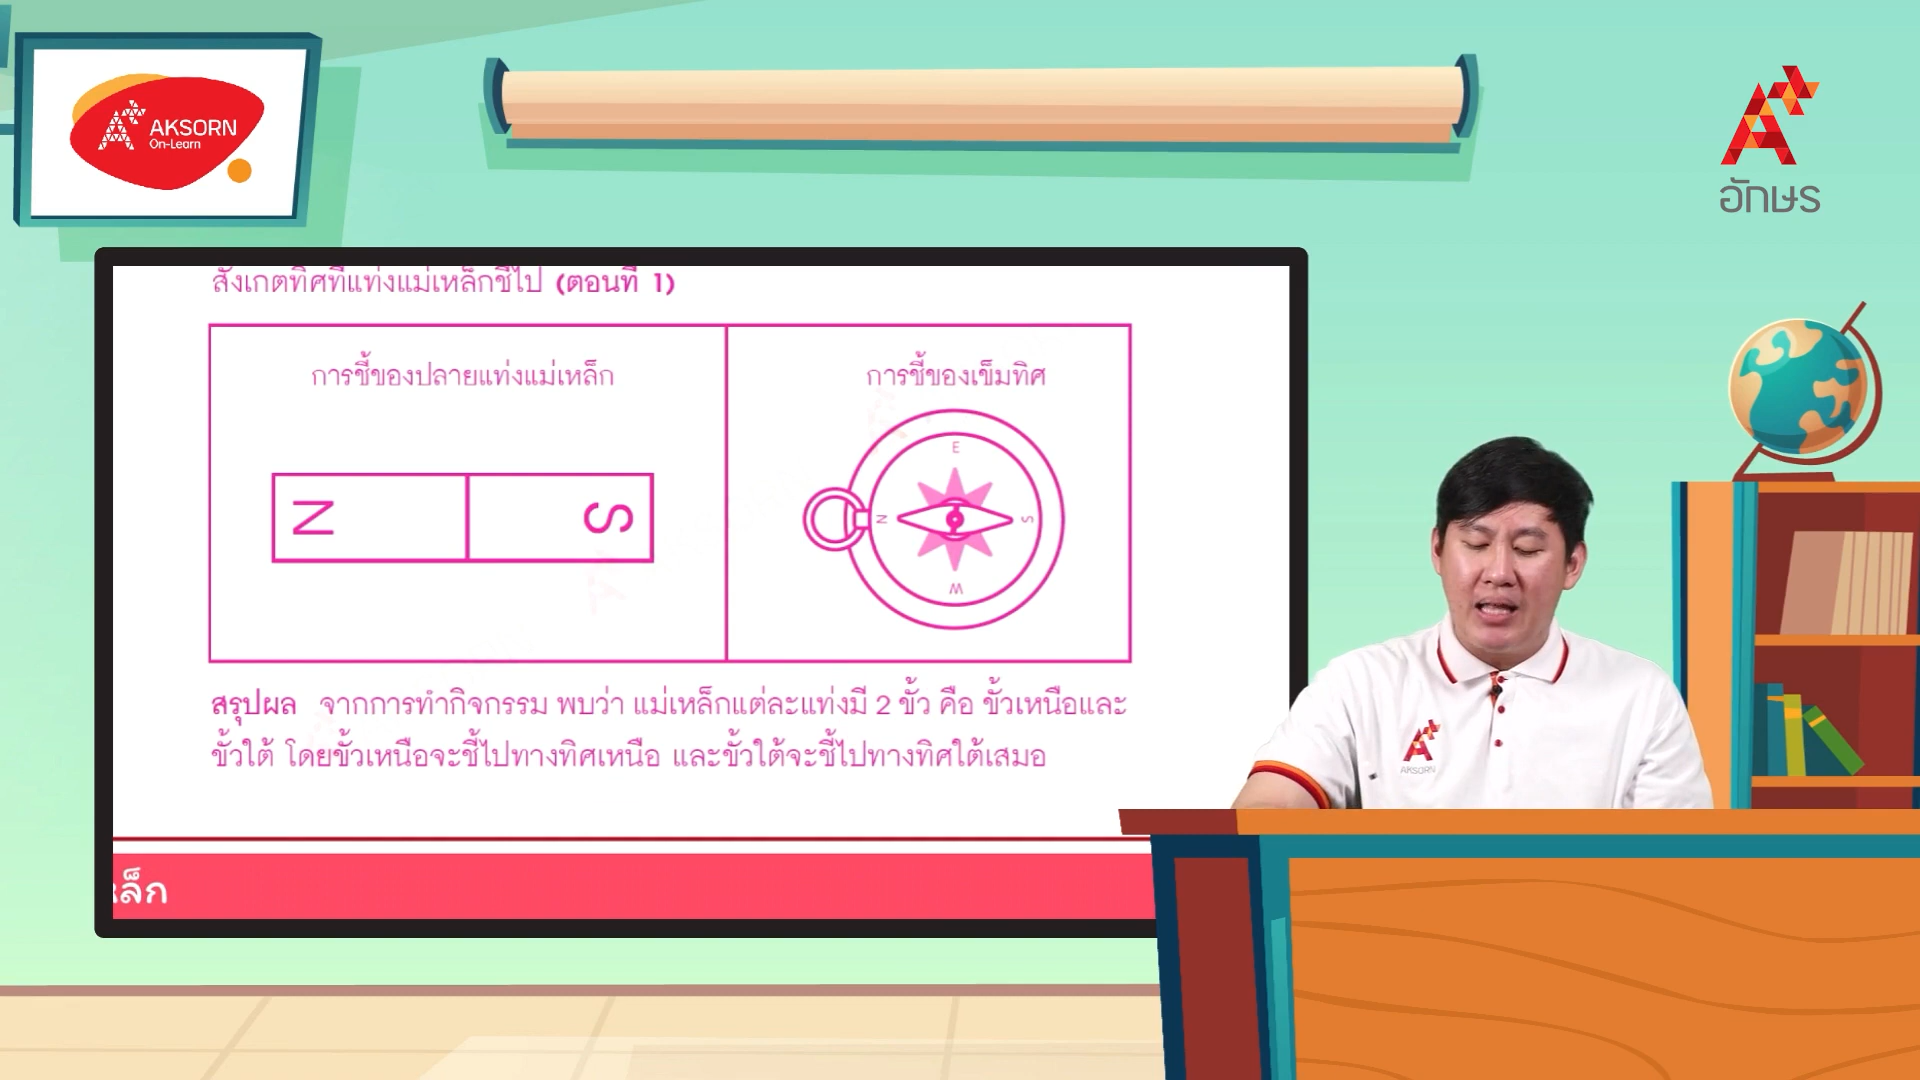 AKSORN
On-Learn
อักษร
สังเกตทิศที่แท่งแม่เหล็กชี้ไป (ตอนที่ 1)
การชี้ของปลายแท่งแม่เหล็ก
การชี้ของเข็มทิศ
N S
E
N S
W
สรุปผล จากการทำกิจกรรม พบว่า แม่เหล็กแต่ละแท่งมี 2 ขั้ว คือ ขั้วเหนือและ
ขั้วใต้ โดยขั้วเหนือจะชี้ไปทางทิศเหนือ และขั้วใต้จะชี้ไปทางทิศใต้เสมอ
AKSORN